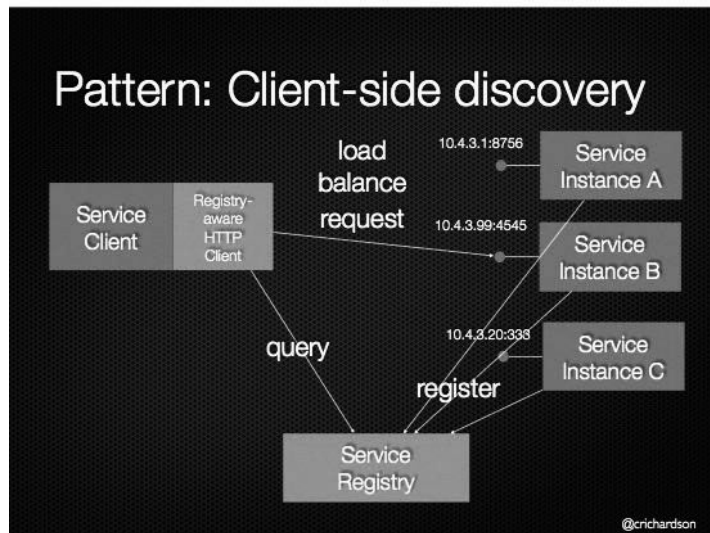 Pattern: Client-side discovery
load
balance
request
10.4.3.1:8756
Service
Instance A
Service
Client
Registry-
aware
HTTP
Client
10.4.3.99:4545
Service
Instance B
10.4.3.20:333
Service
Instance C
query
register
Service
Registry
@crichardson